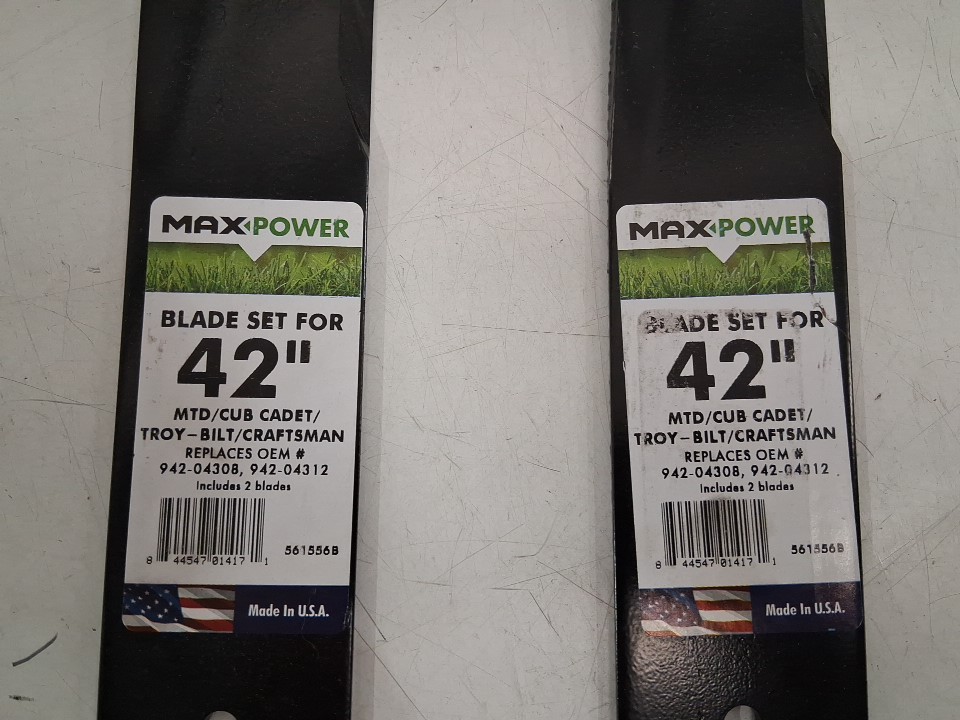 MAX POWER
BLADE SET FOR
42"
MTD/CUB CADET/
TROY-BILT/CRAFTSMAN
REPLACES OEM #
942-04308, 942-04312
Includes 2 blades
561556B
8 44547 01417 1
Made In U.S.A.
MAX POWER
BLADE SET FOR
42"
MTD/CUB CADET/
TROY-BILT/CRAFTSMAN
REPLACES OEM #
942-04308, 942-04312
Includes 2 blades
561556B
8 44547 01417 1
Made In U.S.A.